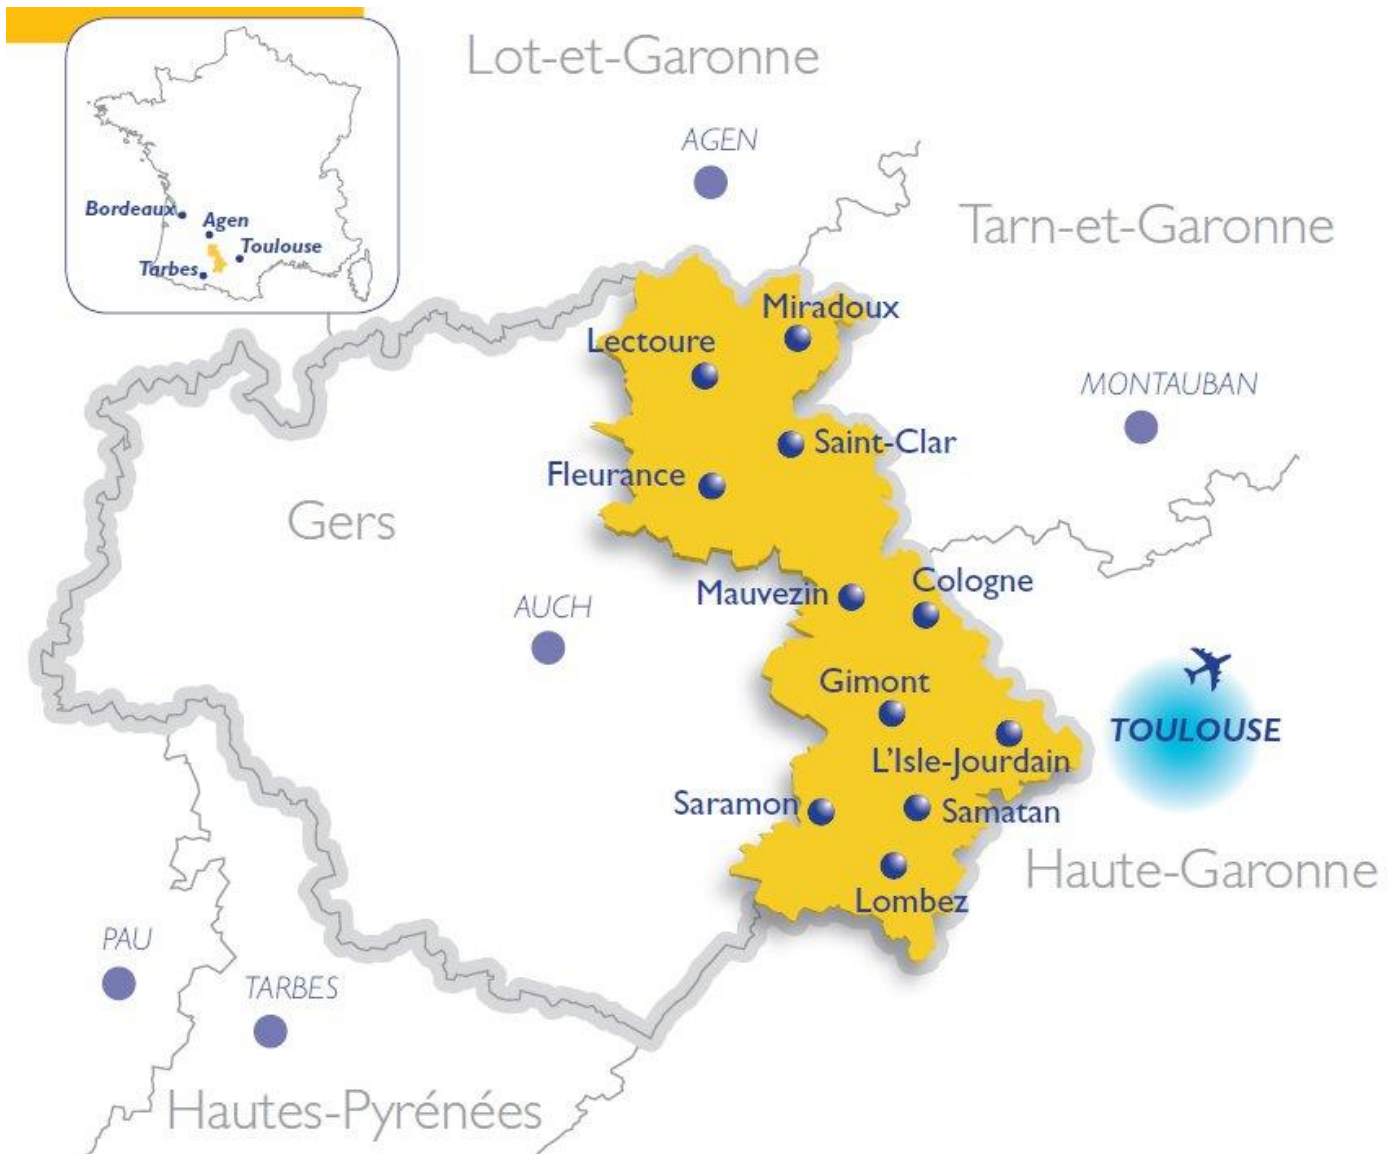 Lot-et-Garonne
AGEN
Bordeaux
Agen
Toulouse
Tarbes
Tarn-et-Garonne
Miradoux
Lectoure
MONTAUBAN
Saint-Clar
Fleurance
Gers
Cologne
Mauvezin
AUCH
Gimont
TOULOUSE
L'Isle-Jourdain
Saramon
Samatan
Haute-Garonne
Lombez
PAU
TARBES
Hautes-Pyrénées